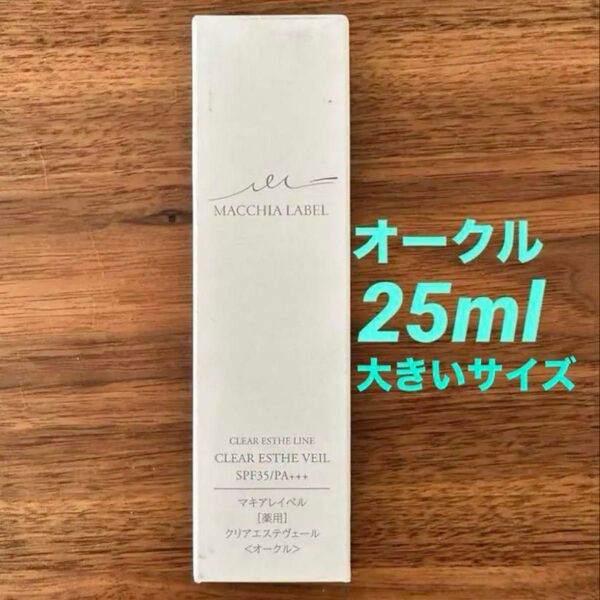 MACCHIA LABEL
オークル
25ml
大きいサイズ
CLEAR ESTHE LINE
CLEAR ESTHE VEIL
SPF35/PA+++
マキアレイベル
[薬用]
クリアエステヴェール
<オークル>